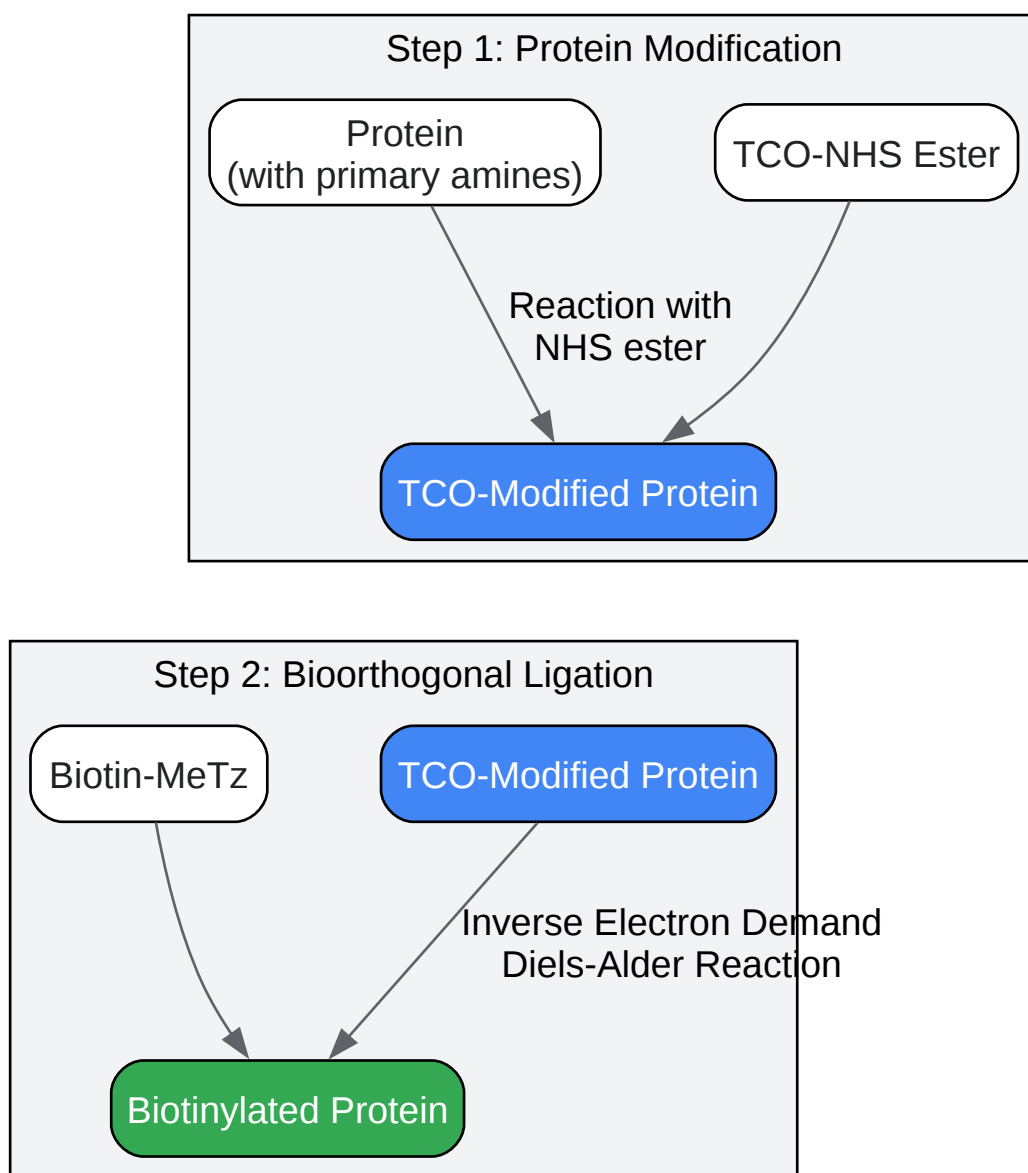 Step 1: Protein Modification
Protein
(with primary amines)
TCO-NHS Ester
Reaction with
NHS ester
TCO-Modified Protein
Step 2: Bioorthogonal Ligation
Biotin-MeTz
TCO-Modified Protein
Inverse Electron Demand
Diels-Alder Reaction
Biotinylated Protein